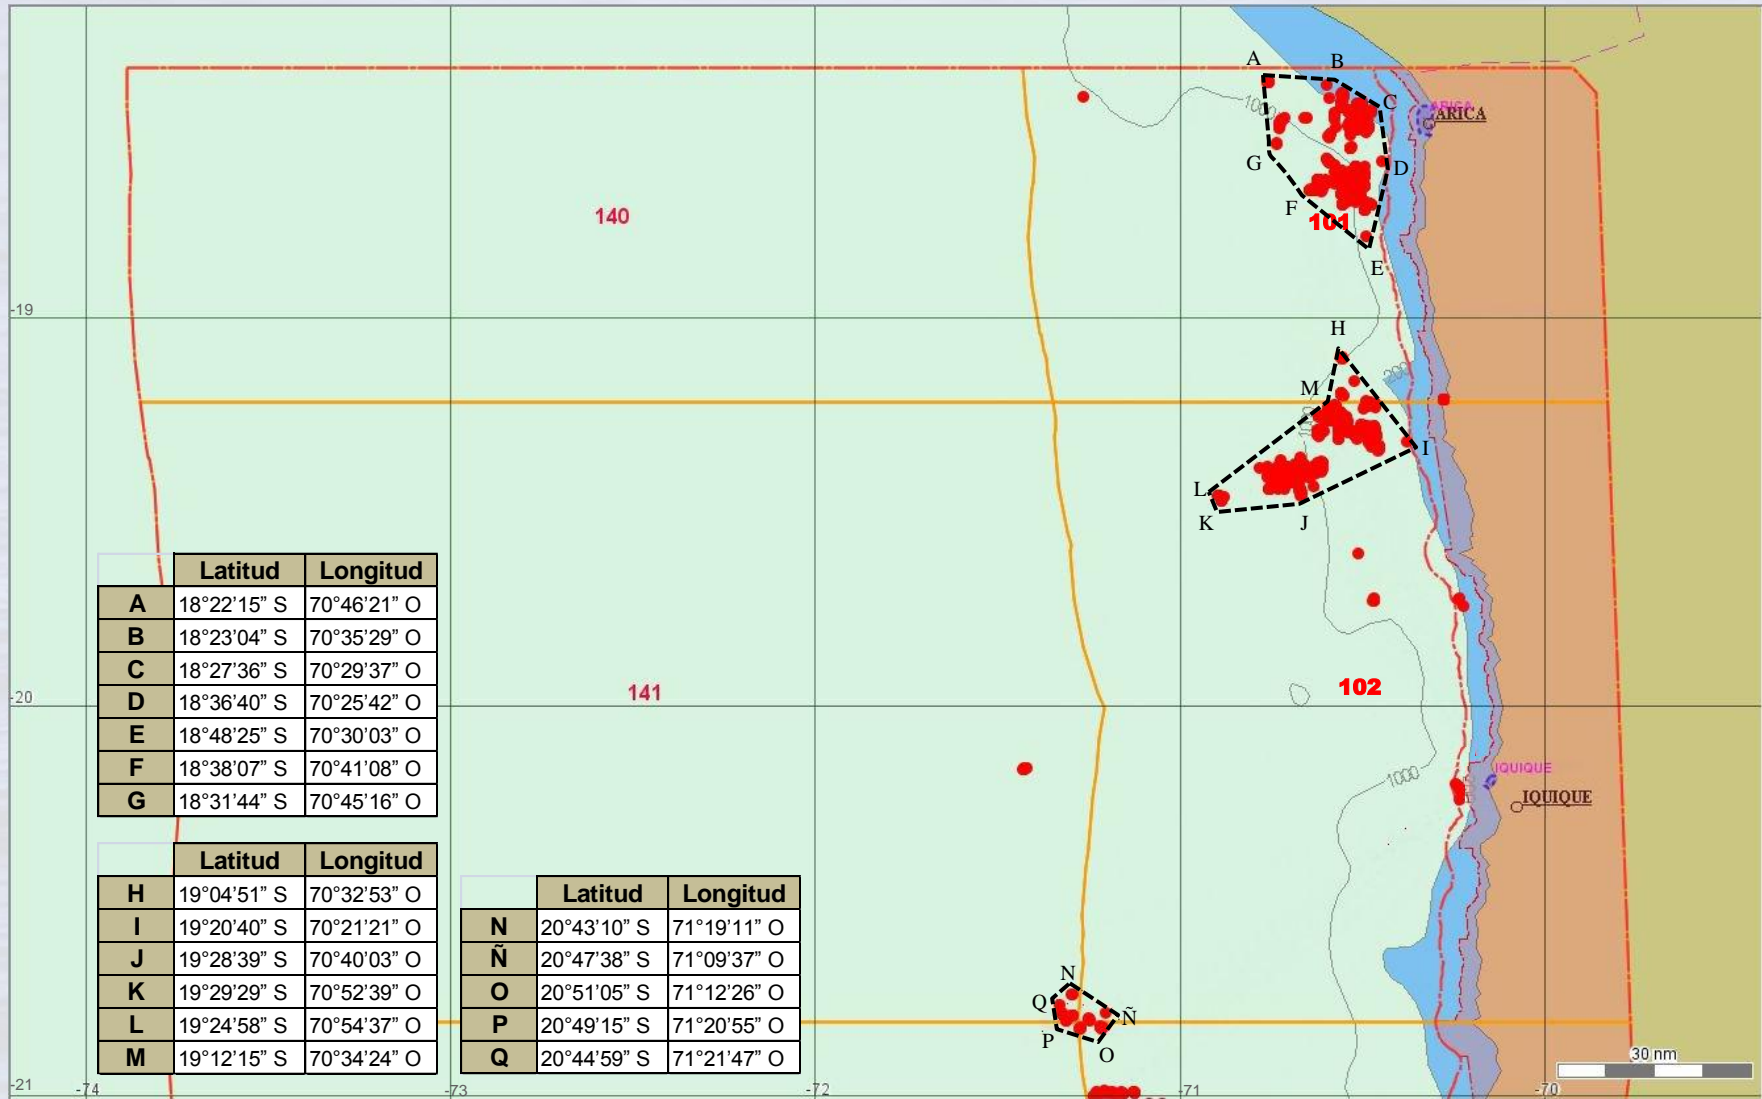 A
B
1000
C
ARICA
ARICA
G
D
140
F
101
E
-19
H
200
M
1000
I
L
K
J
Latitud Longitud
A 18°22'15” S 70°46'21” O
B 18°23'04” S 70°35'29” O
C 18°27'36” S 70°29'37” O
D 18°36'40” S 70°25'42” O
E 18°48'25” S 70°30'03” O
F 18°38'07” S 70°41'08” O
G 18°31'44” S 70°45'16” O
141
102
-20
1000
IQUIQUE
IQUIQUE
Latitud Longitud
H 19°04'51” S 70°32'53” O
I 19°20'40” S 70°21'21” O
J 19°28'39” S 70°40'03” O
K 19°29'29” S 70°52'39” O
L 19°24'58” S 70°54'37” O
M 19°12'15” S 70°34'24” O
Latitud Longitud
N 20°43'10” S 71°19'11” O
Ñ 20°47'38” S 71°09'37” O
O 20°51'05” S 71°12'26” O
P 20°49'15” S 71°20'55” O
Q 20°44'59” S 71°21'47” O
N
Q
Ñ
P
O
30 nm
-21
-74
-73
-72
-71
-70